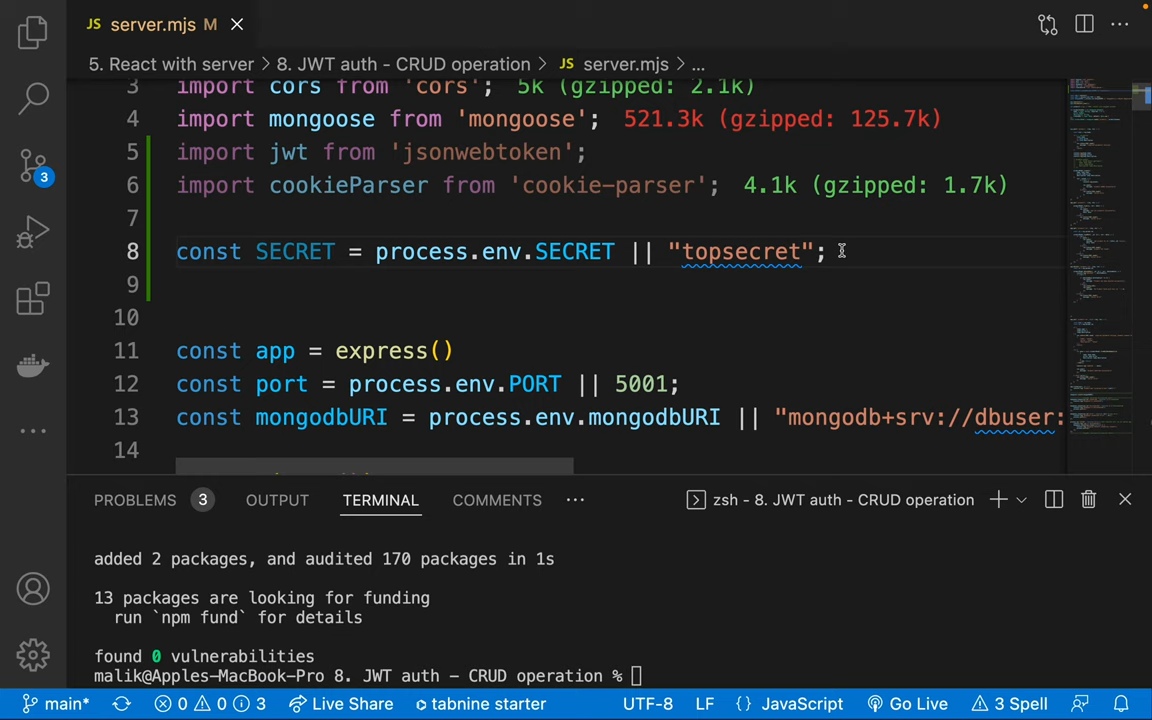 JS server.mjs M
5. React with server > 8. JWT auth - CRUD operation > JS server.mjs > ...
3 import cors from 'cors'; 5k (gzipped: 2.1k)
4 import mongoose from 'mongoose'; 521.3k (gzipped: 125.7k)
5 import jwt from 'jsonwebtoken';
6 import cookieParser from 'cookie-parser'; 4.1k (gzipped: 1.7k)
7
8 const SECRET = process.env.SECRET || "topsecret";
9
10
11 const app = express()
12 const port = process.env.PORT || 5001;
13 const mongodbURI = process.env.mongodbURI || "mongodb+srv://dbuser:
14
3
PROBLEMS 3 OUTPUT TERMINAL COMMENTS ... zsh - 8. JWT auth - CRUD operation
added 2 packages, and audited 170 packages in 1s
13 packages are looking for funding
run `npm fund` for details
found 0 vulnerabilities
malik@Apples-MacBook-Pro 8. JWT auth - CRUD operation %
main* 0 0 3 Live Share tabnine starter UTF-8 LF {} JavaScript Go Live 3 Spell